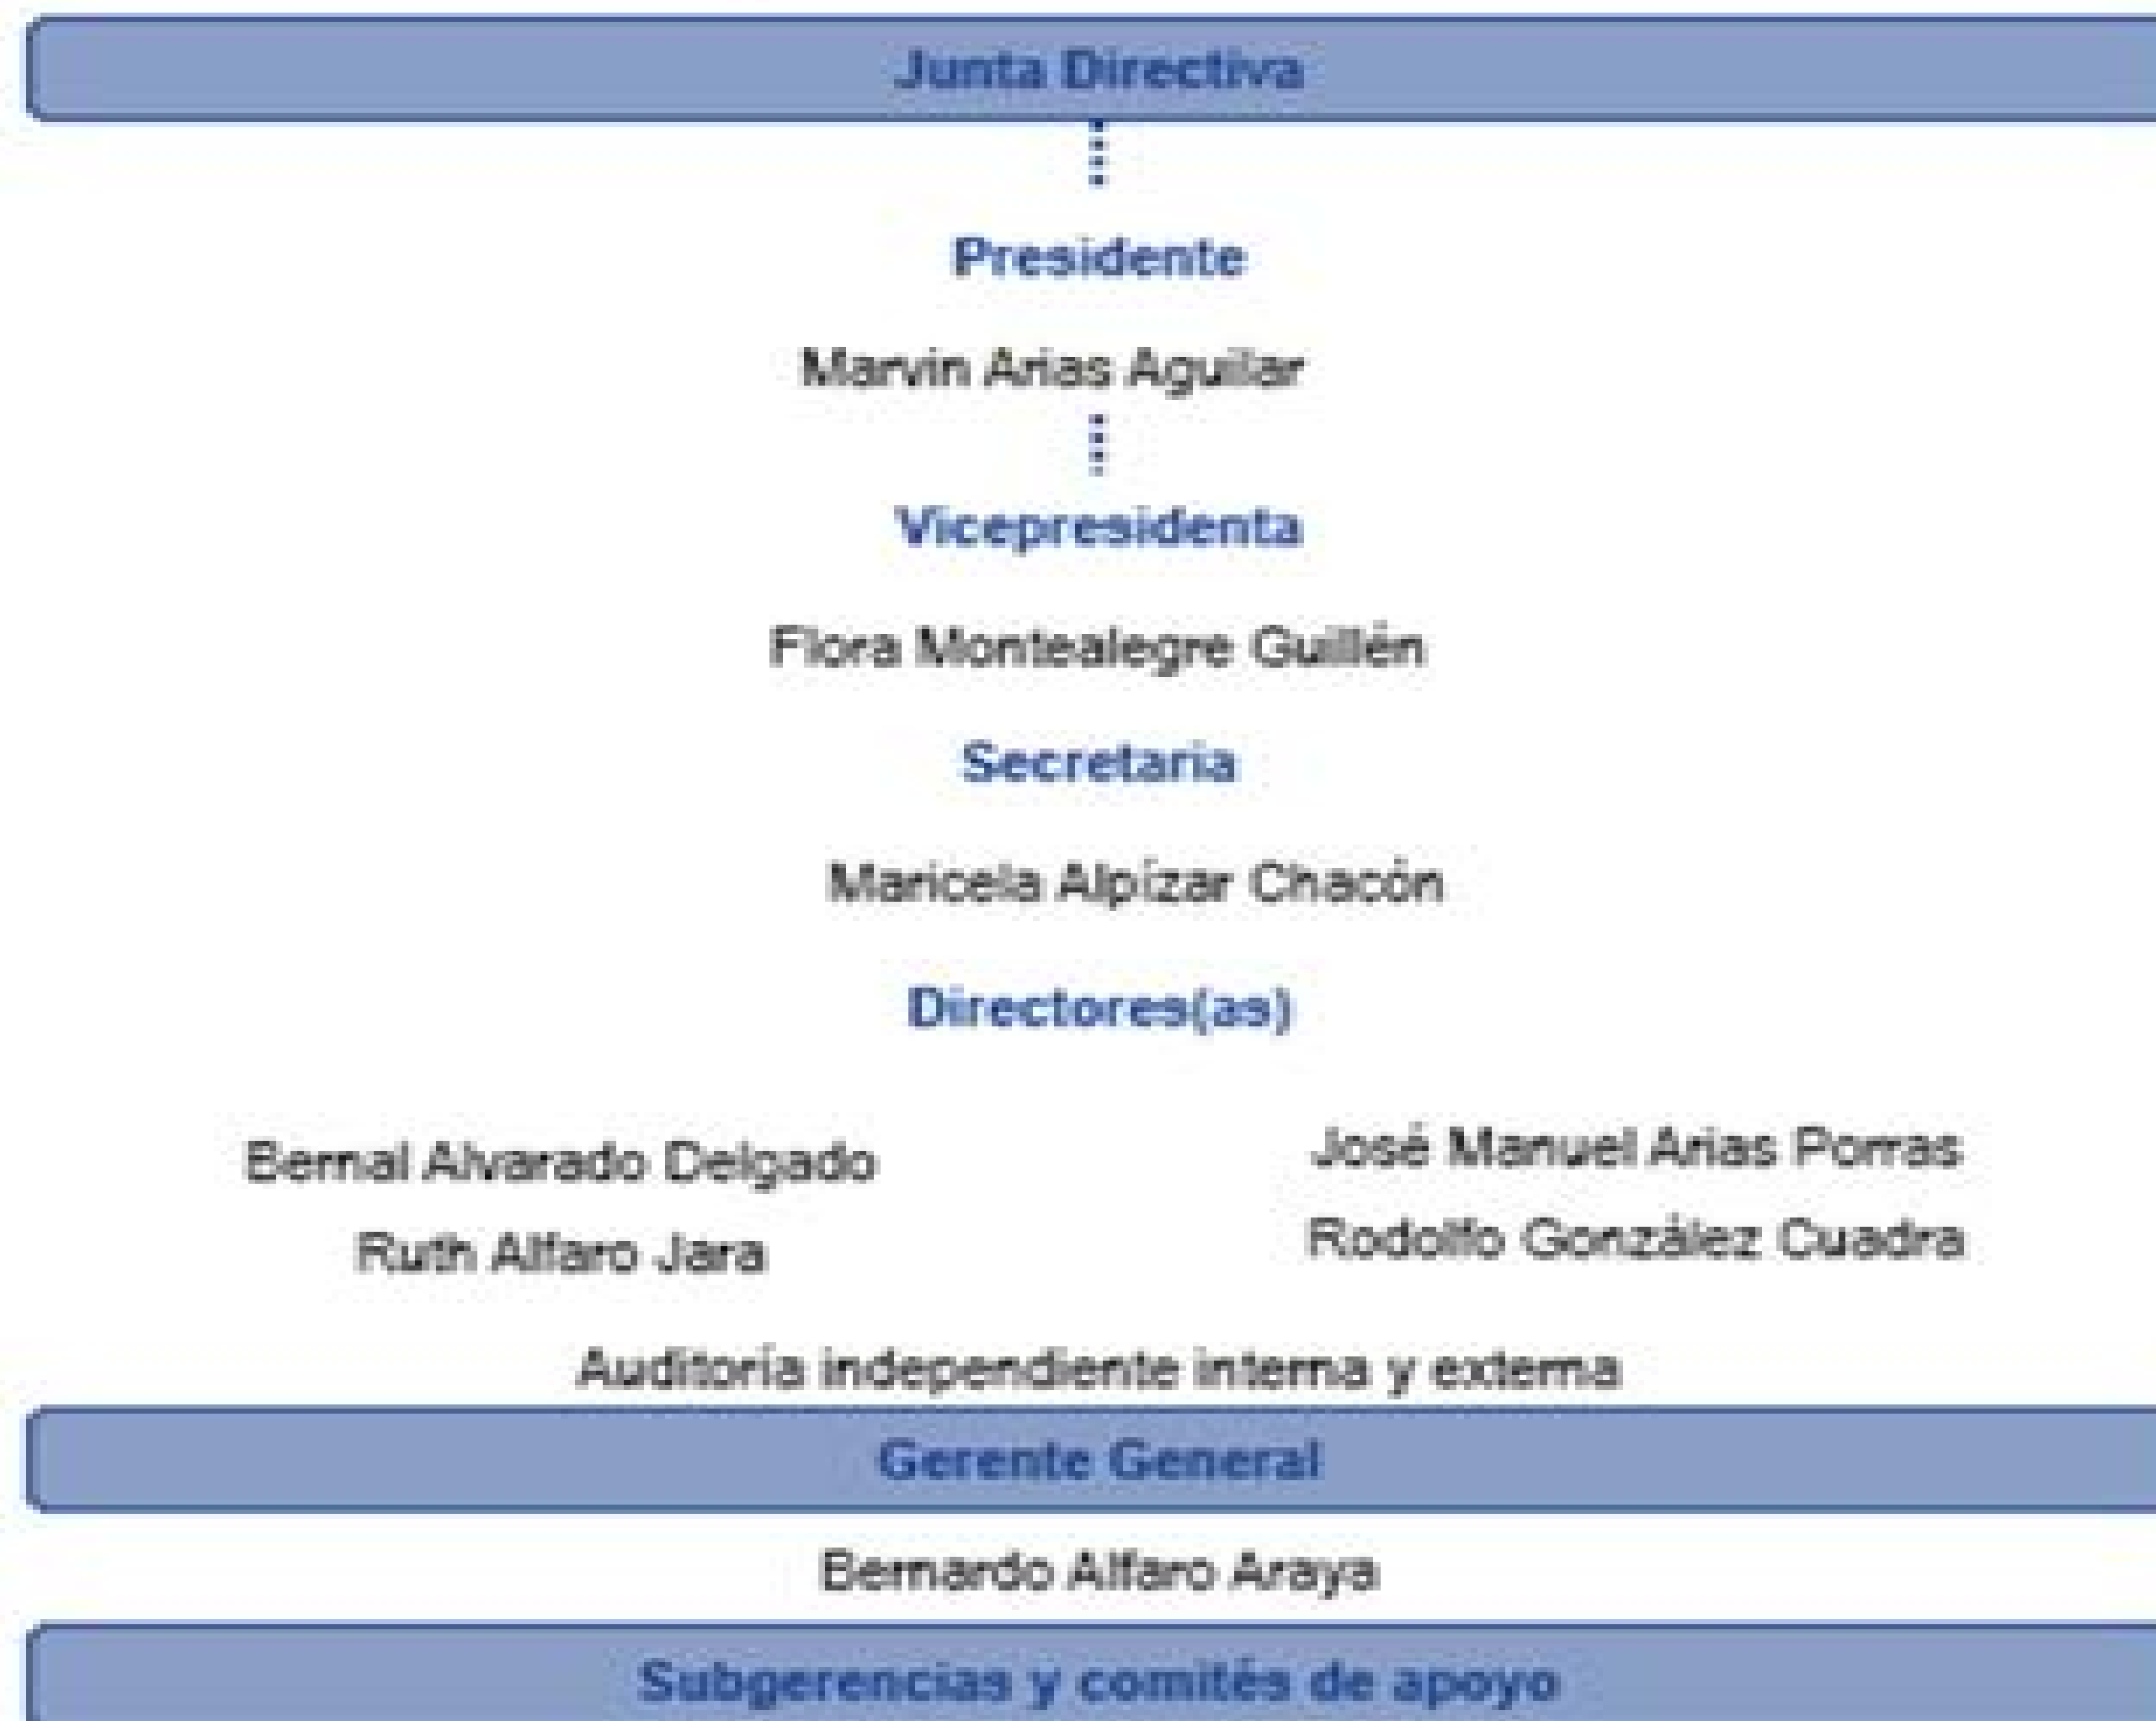 Junta Directiva
Presidente
Marvin Arias Aguilar
Vicepresidenta
Flora Montealegre Guillén
Secretaria
Maricela Alpízar Chacón
Directores(as)
Bernal Alvarado Delgado
José Manuel Arias Porras
Ruth Alfaro Jara
Rodolfo González Cuadra
Auditoría independiente interna y externa
Gerente General
Bernardo Alfaro Araya
Subgerencias y comités de apoyo